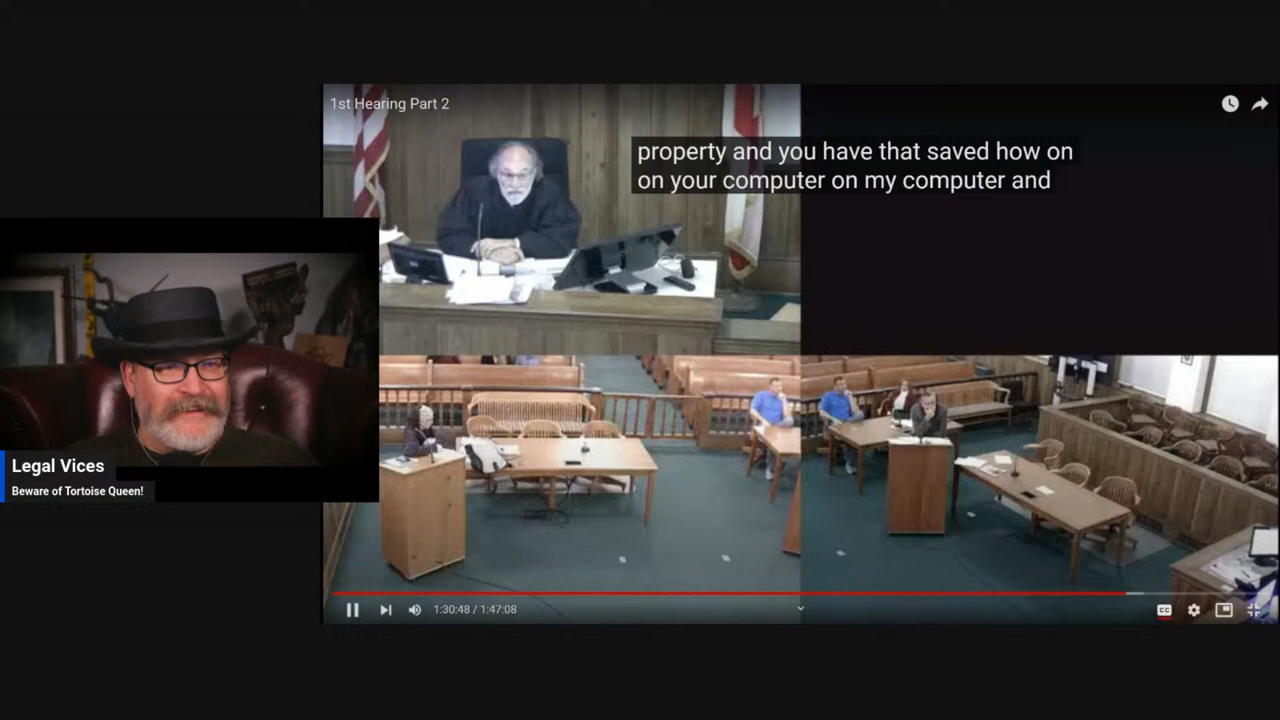 1st Hearing Part 2
property and you have that saved how on
on your computer on my computer and
Legal Vices
Beware of Tortoise Queen!
1:30:48 / 1:47:08
CC